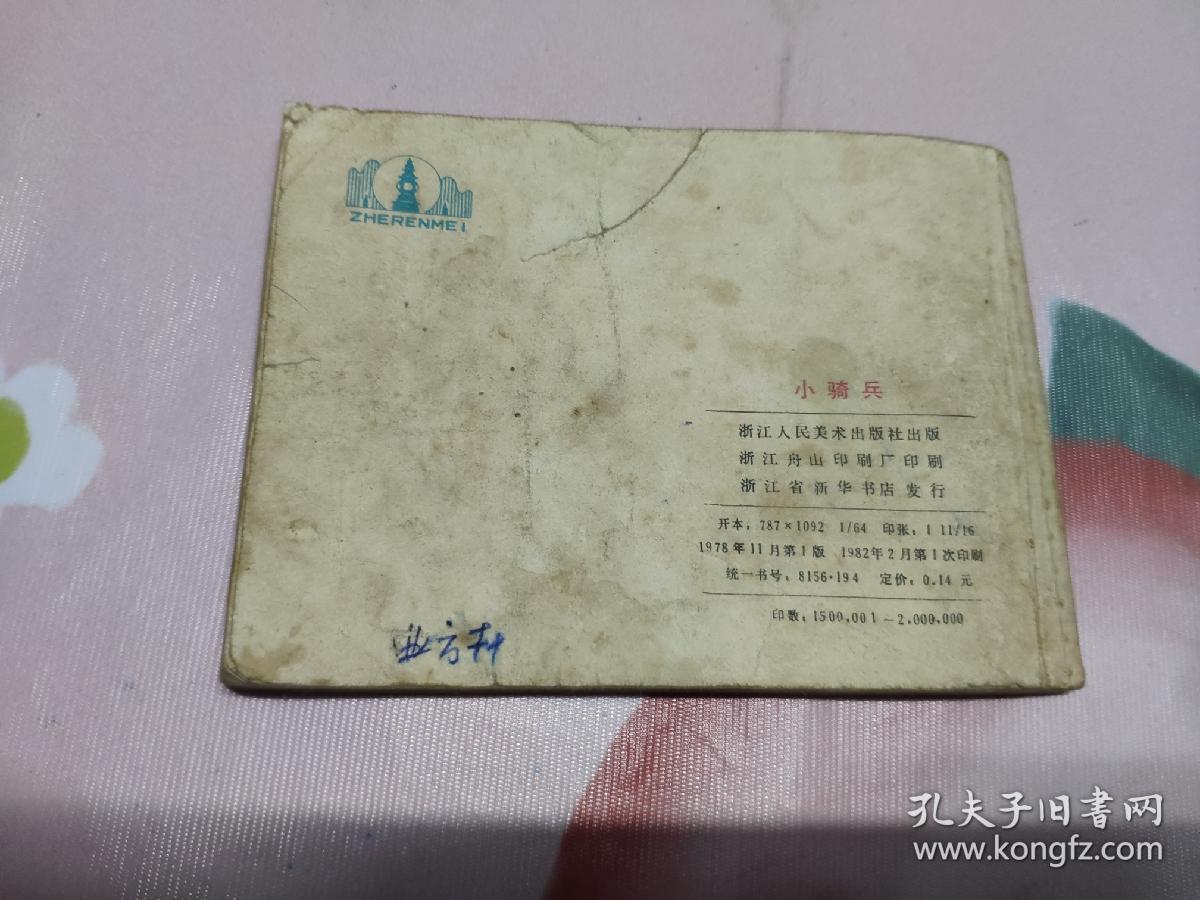 ZHERENMEI
小骑兵
浙江人民美术出版社出版
浙江舟山印刷厂印刷
浙江省新华书店发行
开本：787×1092 1/64 印张：1 11/16
1978年11月第1版 1982年2月第1次印刷
统一书号：8156·194 定价：0.14元
印数：1500,001～2,000,000
孔夫子旧书网
www.kongfz.com